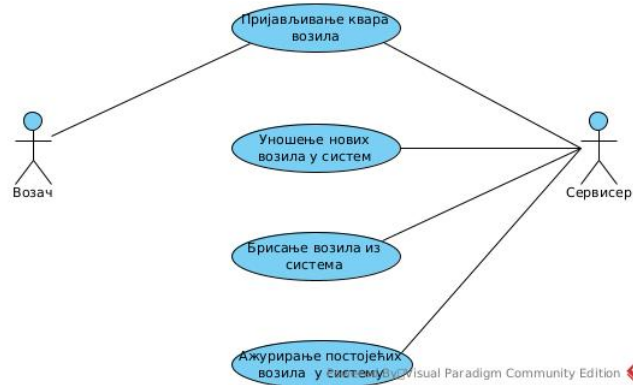 Пријављивање квара
возила
Уношење нових
возила у систем
Возач
Сервисер
Брисање возила из
система
Ажурирање постојећих
возила у систему
By Visual Paradigm Community Edition